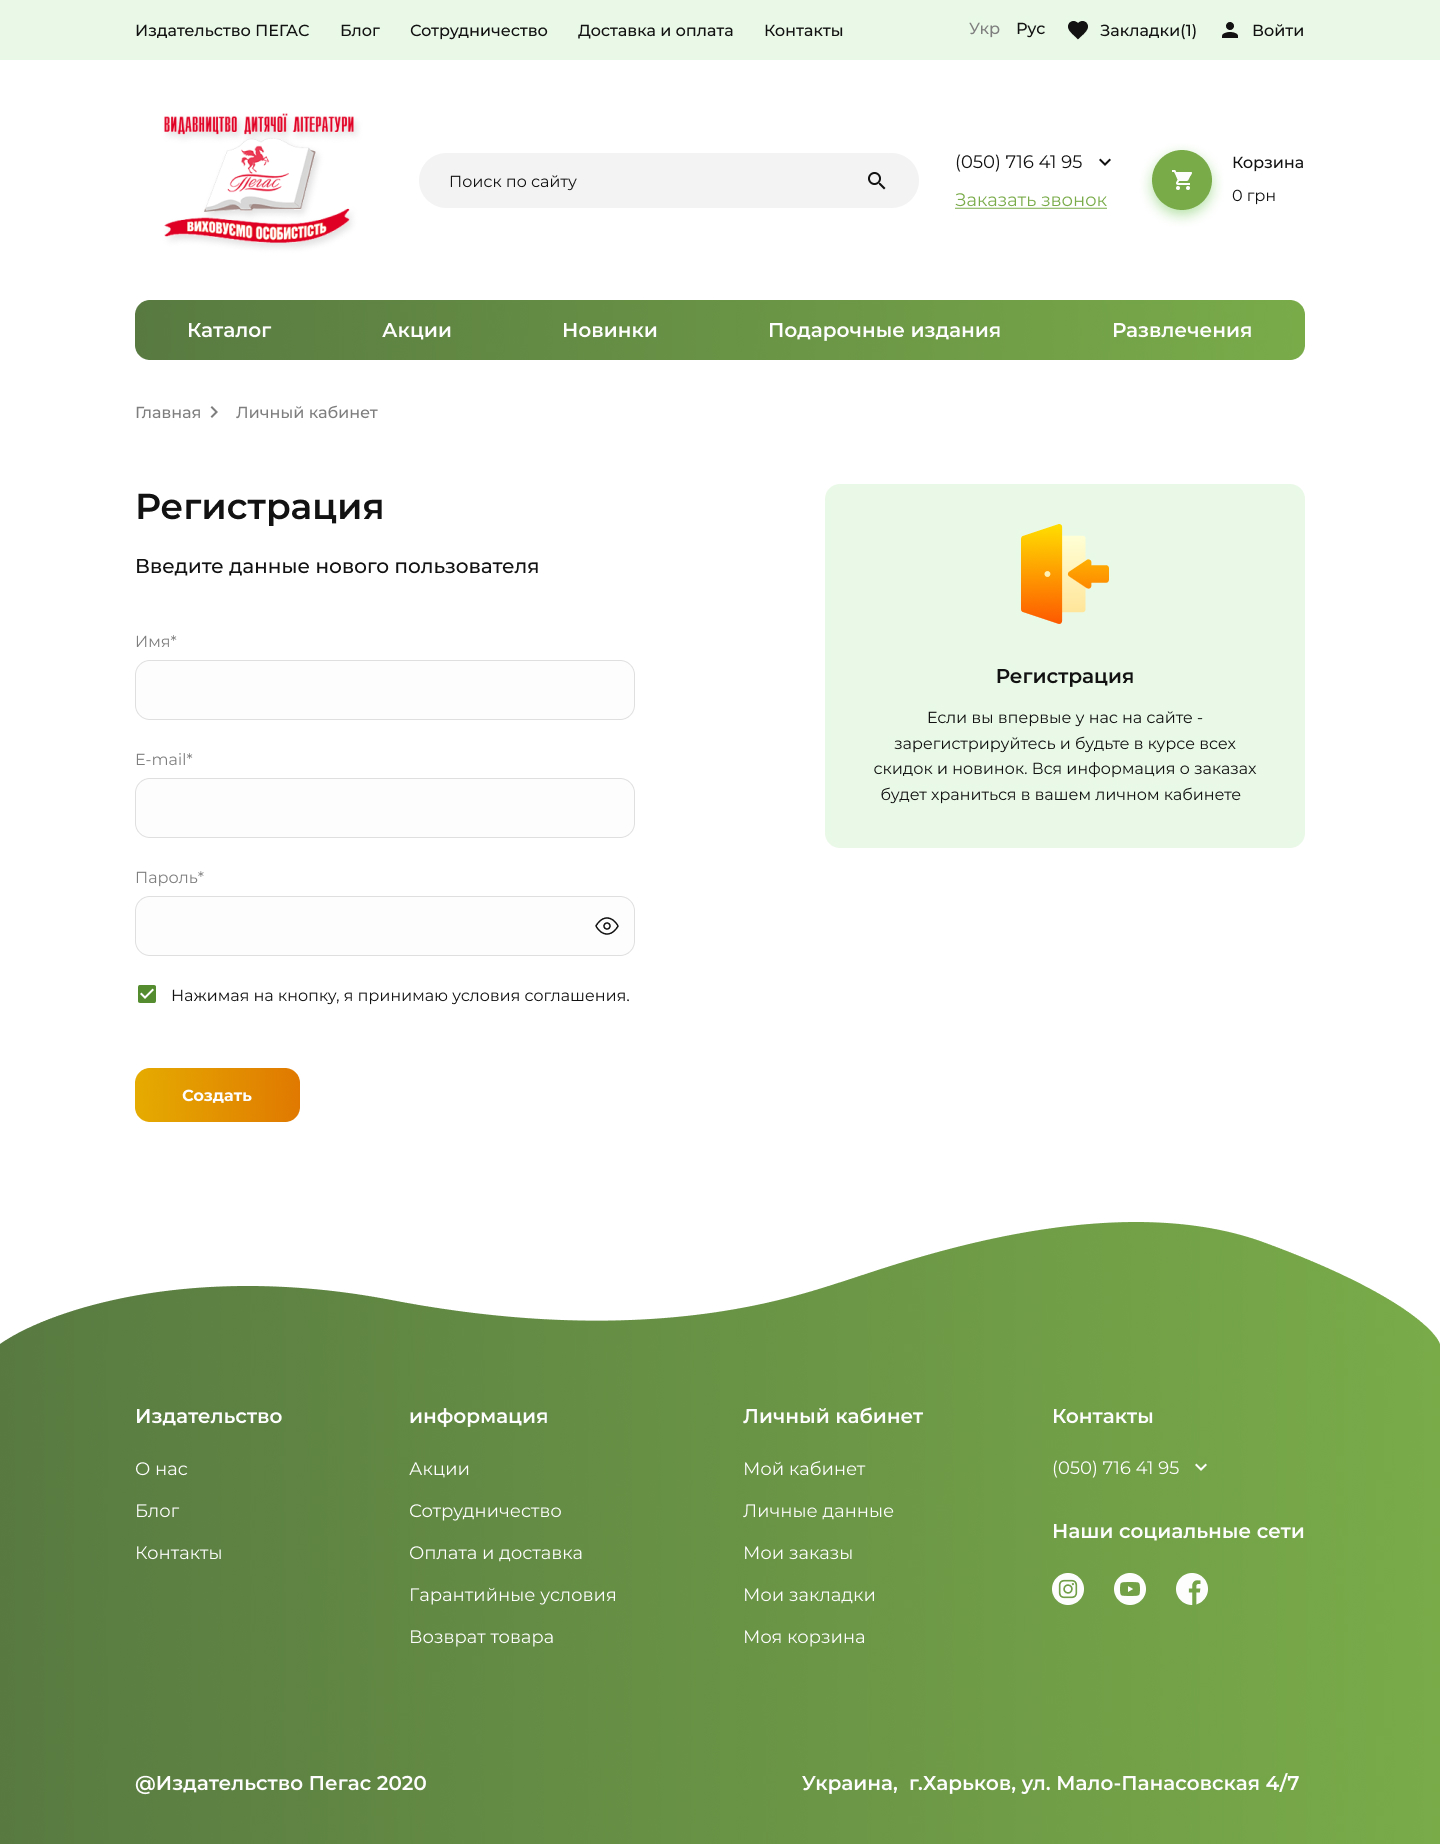 Издательство ПЕГАС Блог Сотрудничество Доставка и оплата Контакты Укр Рус Закладки(1) Войти
ВИДАВНИЦТВО ДИТЯЧОЇ ЛІТЕРАТУРИ
Пегас
ВИХОВУЄМО ОСОБИСТІСТЬ
Поиск по сайту
(050) 716 41 95
Заказать звонок
Корзина
0 грн
Каталог Акции Новинки Подарочные издания Развлечения
Главная Личный кабинет
Регистрация
Введите данные нового пользователя
Имя*
E-mail*
Пароль*
Нажимая на кнопку, я принимаю условия соглашения.
Создать
Регистрация
Если вы впервые у нас на сайте -
зарегистрируйтесь и будьте в курсе всех
скидок и новинок. Вся информация о заказах
будет храниться в вашем личном кабинете
Издательство
О нас
Блог
Контакты
информация
Акции
Сотрудничество
Оплата и доставка
Гарантийные условия
Возврат товара
Личный кабинет
Мой кабинет
Личные данные
Мои заказы
Мои закладки
Моя корзина
Контакты
(050) 716 41 95
Наши социальные сети
@Издательство Пегас 2020
Украина, г.Харьков, ул. Мало-Панасовская 4/7